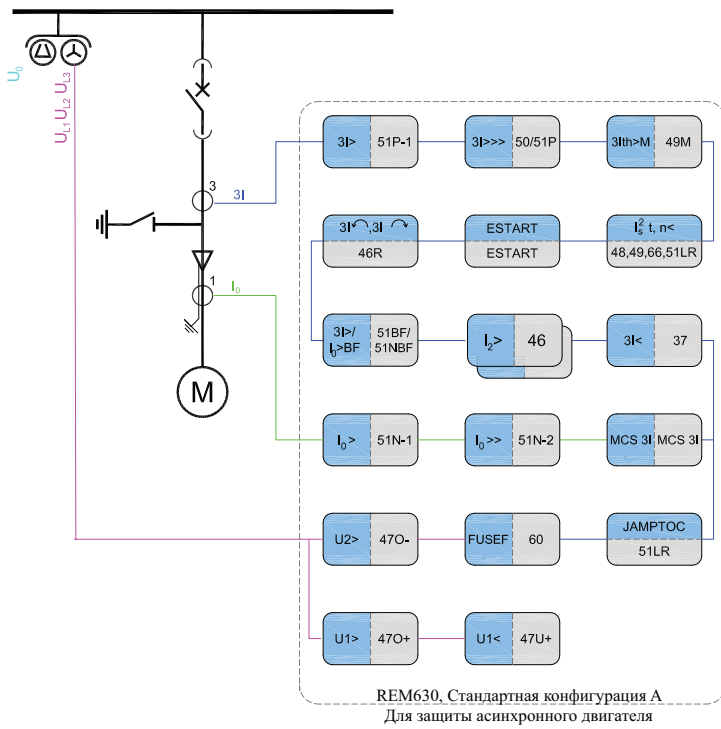 U0
UL1 UL2 UL3
3
3I
1
I0
M
3I> 51P-1
3I>>> 50/51P
3Ith>M 49M
3I , 3I
46R
ESTART
ESTART
Is2 t, n<
48,49,66,51LR
3I>/ 51BF/
I0>BF 51NBF
I2> 46
3I< 37
I0> 51N-1
I0>> 51N-2
MCS 3I MCS 3I
U2> 47O-
FUSEF 60
JAMPTOC
51LR
U1> 47O+
U1< 47U+
REM630, Стандартная конфигурация А
Для защиты асинхронного двигателя